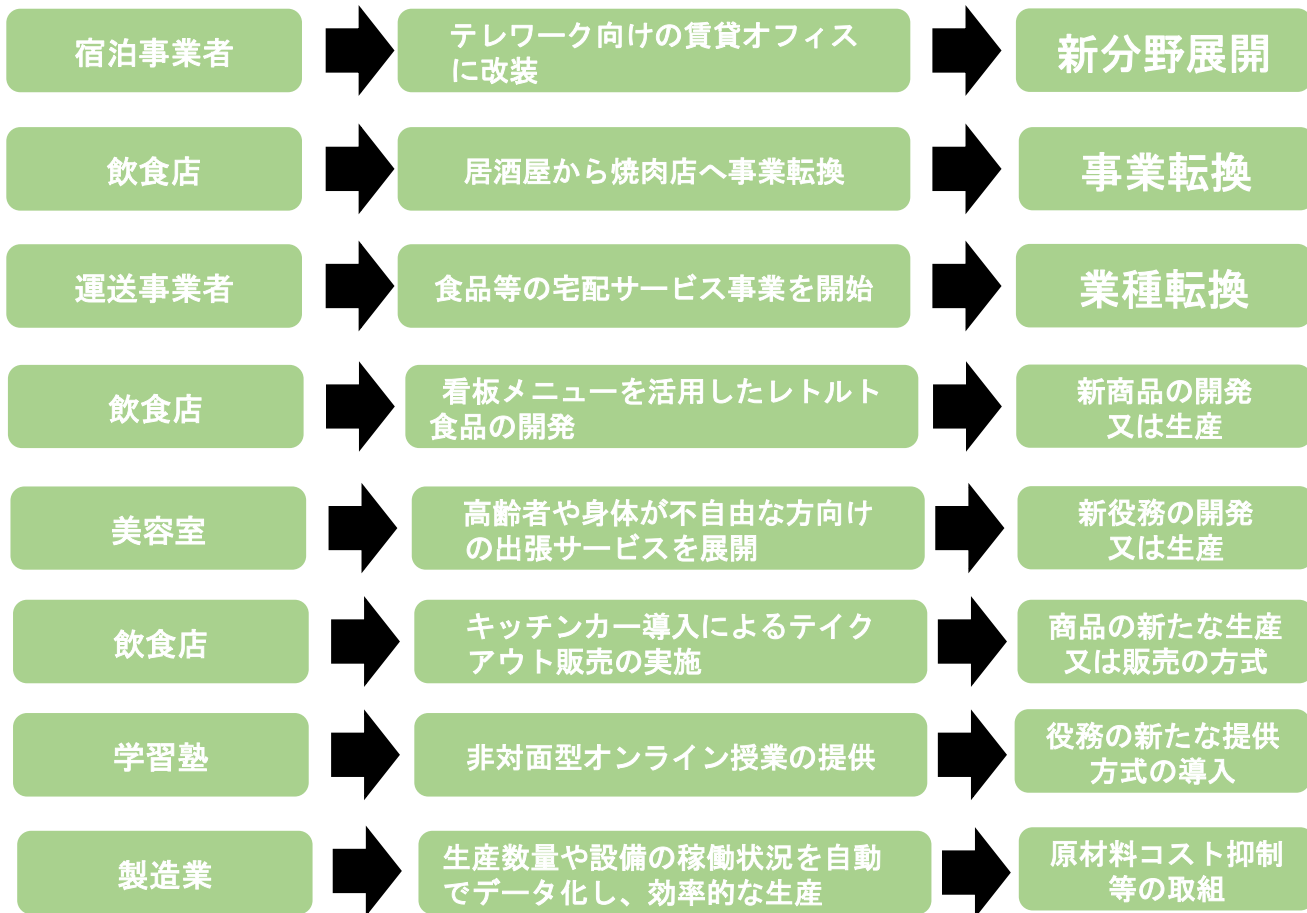 宿泊事業者
テレワーク向けの賃貸オフィス
に改装
新分野展開
飲食店
居酒屋から焼肉店へ事業転換
事業転換
運送事業者
食品等の宅配サービス事業を開始
業種転換
飲食店
看板メニューを活用したレトルト
食品の開発
新商品の開発
又は生産
美容室
高齢者や身体が不自由な方向け
の出張サービスを展開
新役務の開発
又は生産
飲食店
キッチンカー導入によるテイク
アウト販売の実施
商品の新たな生産
又は販売の方式
学習塾
非対面型オンライン授業の提供
役務の新たな提供
方式の導入
製造業
生産数量や設備の稼働状況を自動
でデータ化し、効率的な生産
原材料コスト抑制
等の取組